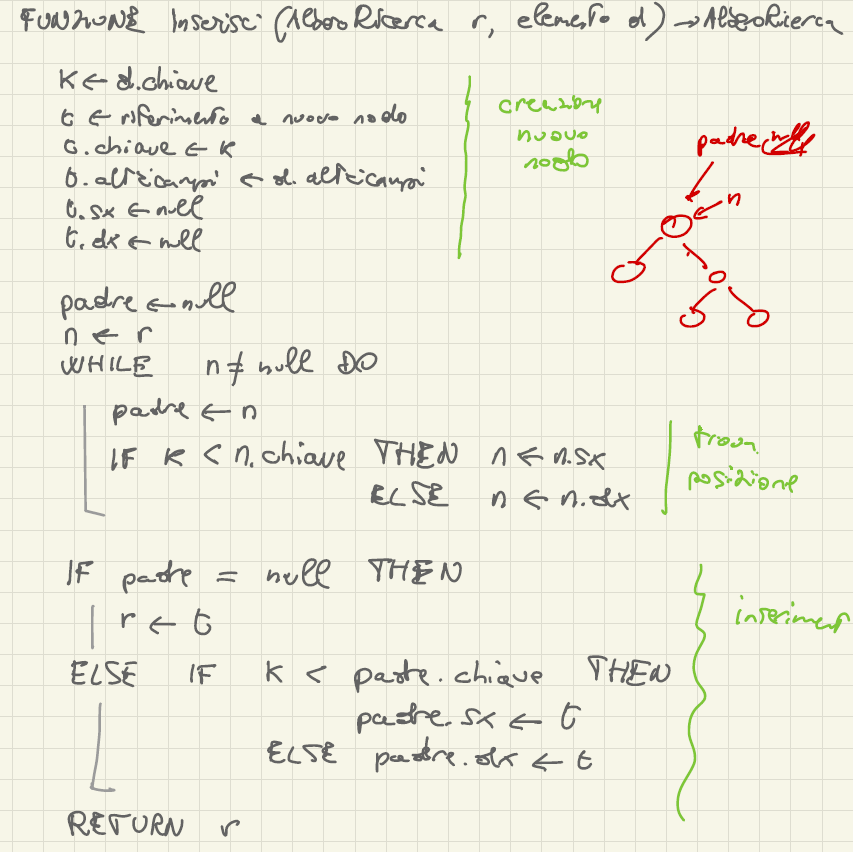 FUNZIONE Inserisci (AlberoRicerca r, elemento d) → AlberoRicerca
K ← d.chiave
t ← riferimento a nuovo nodo
t.chiave ← k
t.altricampi ← d.altricampi
t.sx ← null
t.dx ← null
creazione
nuovo
nodo
padre null
n
padre ← null
n ← r
WHILE n ≠ null DO
padre ← n
IF k < n.chiave THEN n ← n.sx
ELSE n ← n.dx
trova
posizione
IF padre = null THEN
r ← t
ELSE IF k < padre.chiave THEN
padre.sx ← t
ELSE padre.dx ← t
RETURN r